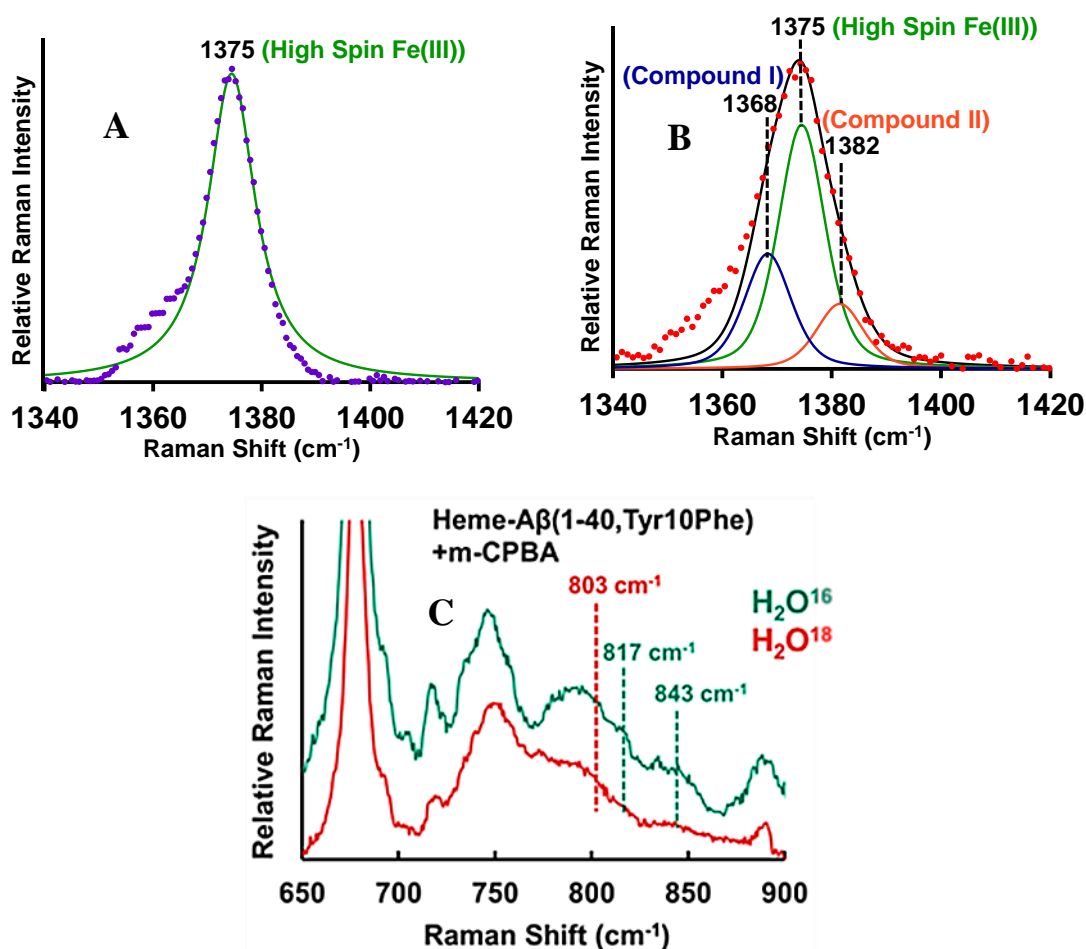 1375 (High Spin Fe(III))
A
Relative Raman Intensity
1340 1360 1380 1400 1420
Raman Shift (cm⁻¹)
1375 (High Spin Fe(III))
(Compound I)
1368
(Compound II)
1382
B
Relative Raman Intensity
1340 1360 1380 1400 1420
Raman Shift (cm⁻¹)
Heme-Aβ(1-40,Tyr10Phe)
+m-CPBA
C
803 cm⁻¹
H₂O¹⁶
H₂O¹⁸
817 cm⁻¹
843 cm⁻¹
Relative Raman Intensity
650 700 750 800 850 900
Raman Shift (cm⁻¹)